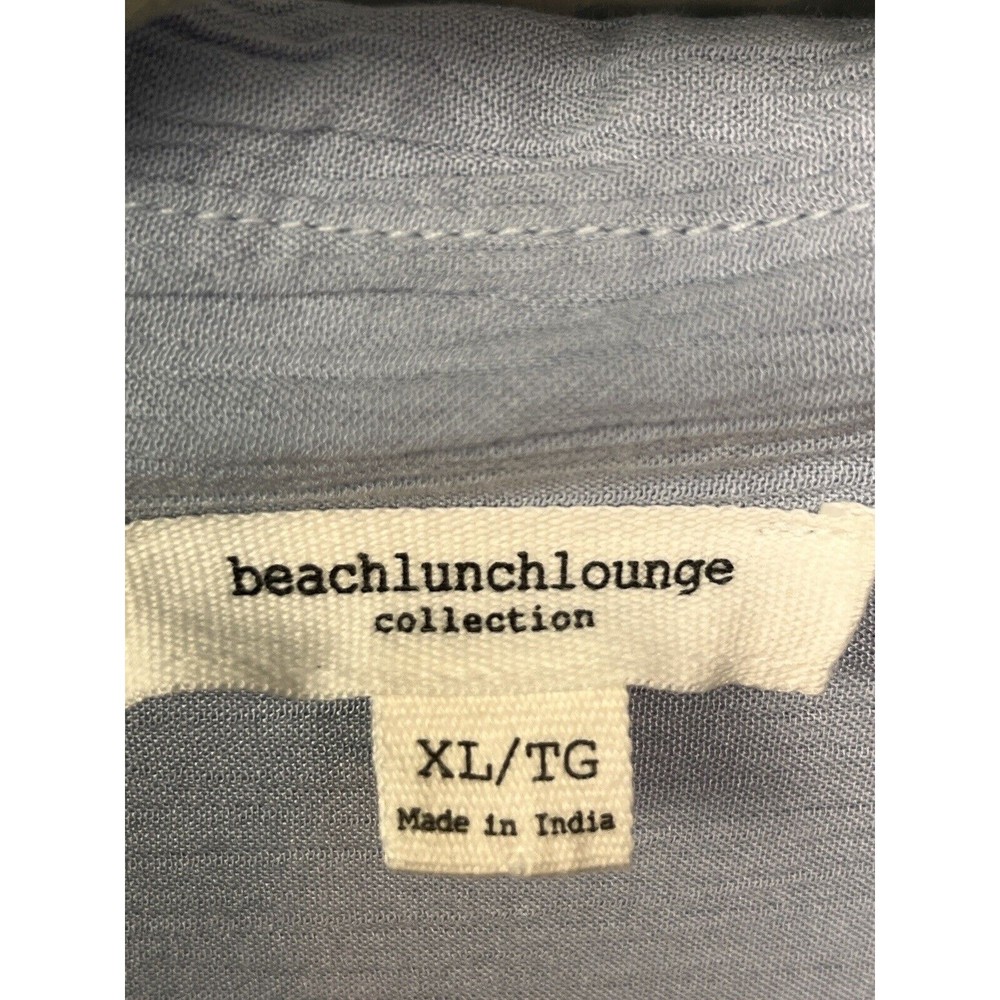 beachlunchlounge
collection
XL/TG
Made in India